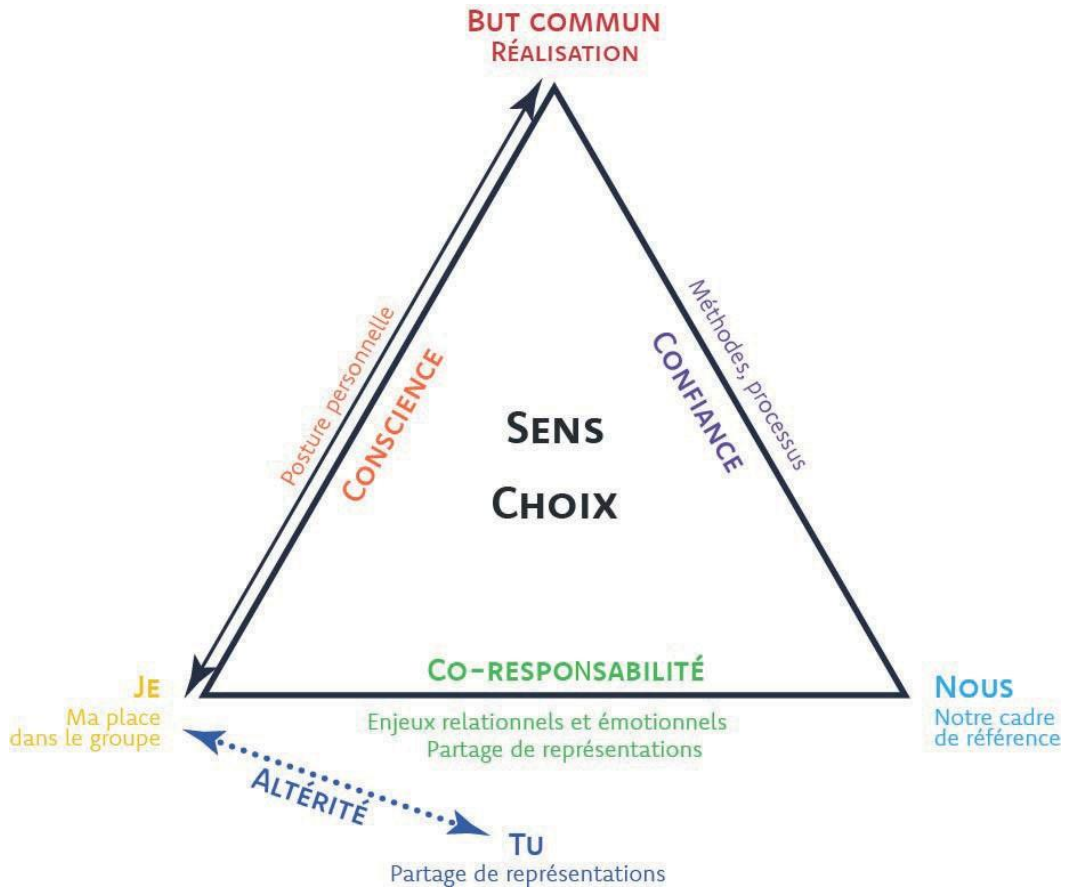 BUT COMMUN
RÉALISATION
Posture personnelle
CONSCIENCE
Méthodes, processus
CONFIANCE
SENS
CHOIX
JE
Ma place
dans le groupe
CO-RESPONSABILITÉ
Enjeux relationnels et émotionnels
Partage de représentations
NOUS
Notre cadre
de référence
ALTÉRITÉ
TU
Partage de représentations